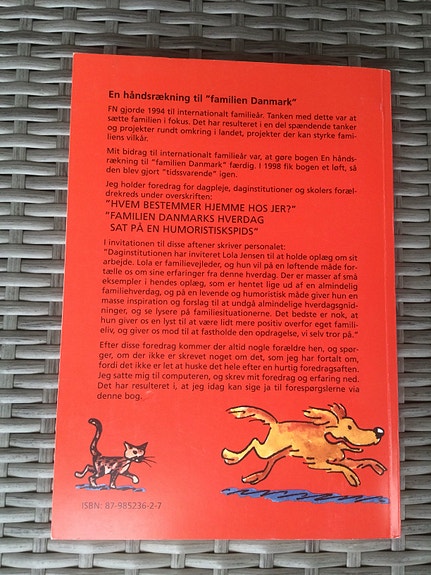 En håndsrækning til "familien Danmark"
FN gjorde 1994 til internationalt familieår. Tanken med dette var at
sætte familien i fokus. Det har resulteret i en del spændende tanker
og projekter rundt omkring i landet, projekter der kan styrke fami-
liens vilkår.
Mit bidrag til internationalt familieår var, at gøre bogen En hånds-
rækning til "familien Danmark" færdig. I 1998 fik bogen et løft, så
den blev gjort "tidssvarende" igen.
Jeg holder foredrag for dagpleje, daginstitutioner og skolers foræl-
drekreds under overskriften:
"HVEM BESTEMMER HJEMME HOS JER?"
"FAMILIEN DANMARKS HVERDAG
SAT PÅ EN HUMORISTISKSPIDS"
I invitationen til disse aftener skriver personalet:
"Daginstitutionen har inviteret Lola Jensen til at holde oplæg om sit
arbejde. Lola er familievejleder, og hun vil på en løftende måde for-
tælle os om sine erfaringer fra denne hverdag. Der er masser af små
eksempler i hendes oplæg, som er hentet lige ud af en almindelig
familiehverdag, og på en levende og humoristisk måde giver hun en
masse inspiration og forslag til at undgå almindelige hverdagsgnid-
ninger, og se lysere på familiesituationerne. Det bedste er nok, at
hun giver os en lyst til at være lidt mere positiv overfor eget famili-
eliv, og giver os mod til at fastholde den opdragelse, vi selv tror på."
Efter disse foredrag kommer der altid nogle forældre hen, og spør-
ger, om der ikke er skrevet noget om det, som jeg har fortalt om,
fordi det ikke er let at huske det hele efter en hurtig foredragsaften.
Jeg satte mig til computeren, og skrev mit foredrag og erfaring ned.
Det har resulteret i, at jeg idag kan sige ja til forespørgslerne via
denne bog.
ISBN: 87-985236-2-7